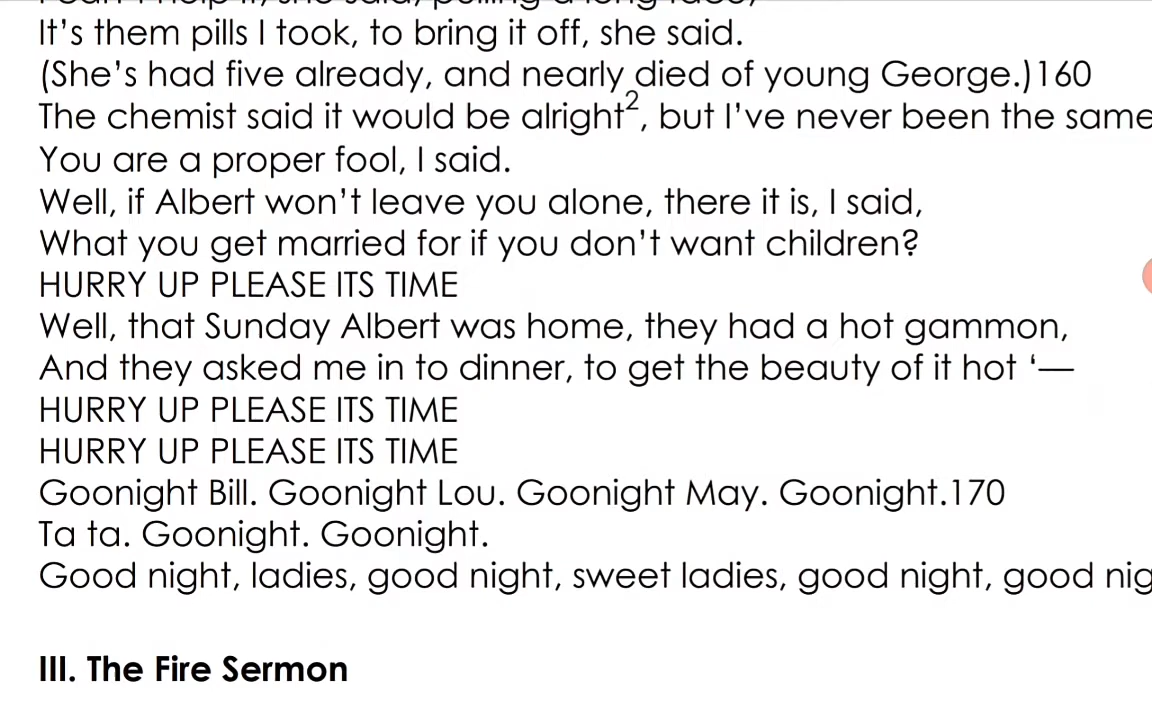 It's them pills I took, to bring it off, she said.
(She's had five already, and nearly died of young George.)160
The chemist said it would be alright², but I've never been the same
You are a proper fool, I said.
Well, if Albert won't leave you alone, there it is, I said,
What you get married for if you don't want children?
HURRY UP PLEASE ITS TIME
Well, that Sunday Albert was home, they had a hot gammon,
And they asked me in to dinner, to get the beauty of it hot ‘—
HURRY UP PLEASE ITS TIME
HURRY UP PLEASE ITS TIME
Goonight Bill. Goonight Lou. Goonight May. Goonight.170
Ta ta. Goonight. Goonight.
Good night, ladies, good night, sweet ladies, good night, good nig
III. The Fire Sermon